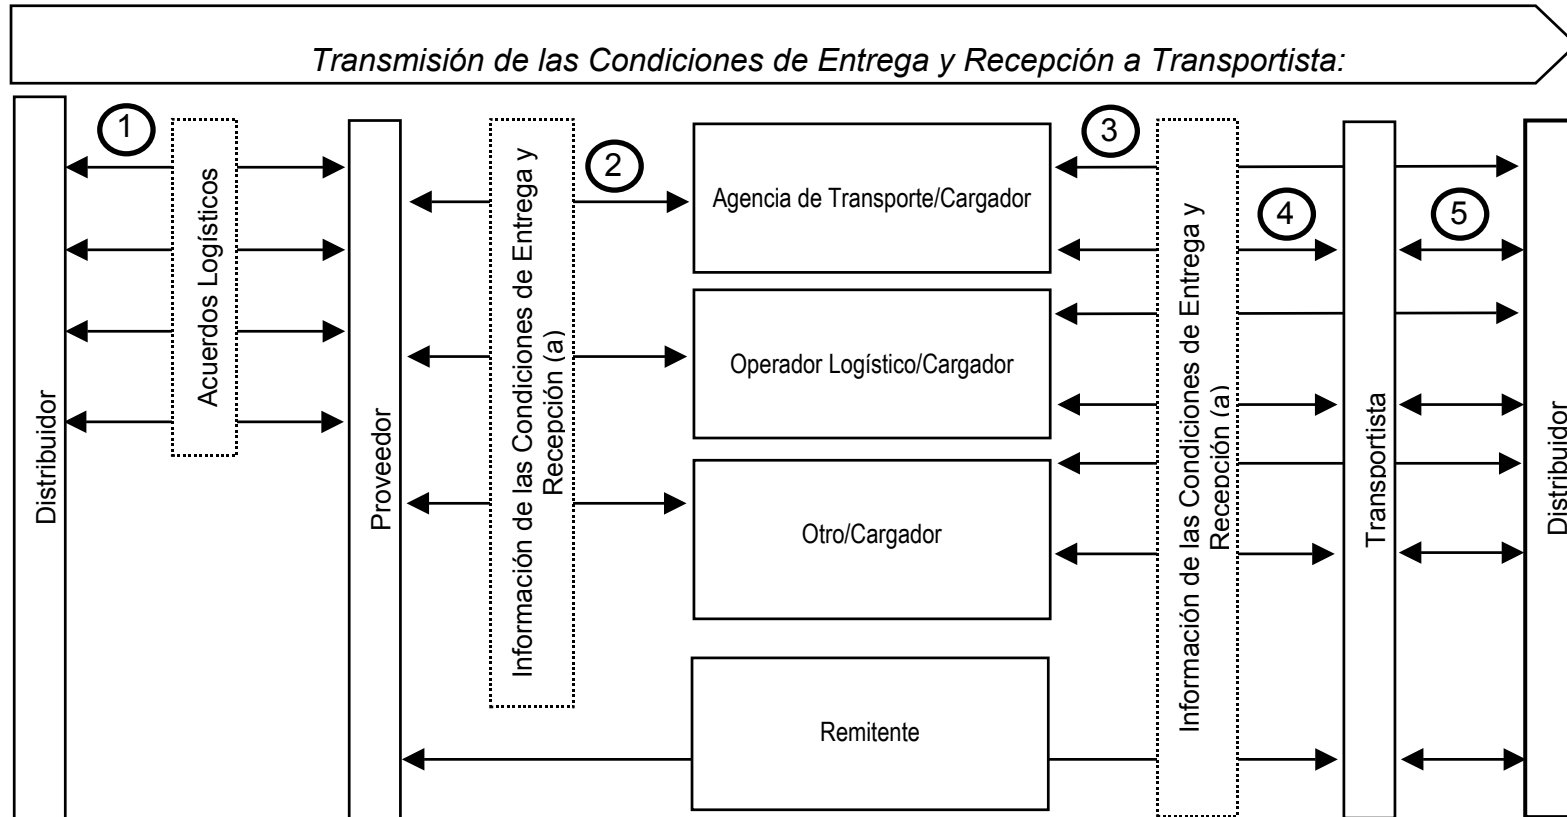 Transmisión de las Condiciones de Entrega y Recepción a Transportista:
1
2
3
4
5
Distribuidor
Acuerdos Logísticos
Proveedor
Información de las Condiciones de Entrega y
Recepción (a)
Agencia de Transporte/Cargador
Operador Logístico/Cargador
Otro/Cargador
Remitente
Información de las Condiciones de Entrega y
Recepción (a)
Transportista
Distribuidor